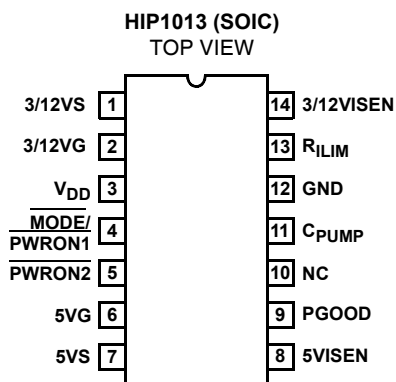 HIP1013 (SOIC)
TOP VIEW
3/12VS 1
3/12VG 2
VDD 3
MODE/
PWRON1 4
PWRON2 5
5VG 6
5VS 7
14 3/12VISEN
13 RILIM
12 GND
11 CPUMP
10 NC
9 PGOOD
8 5VISEN